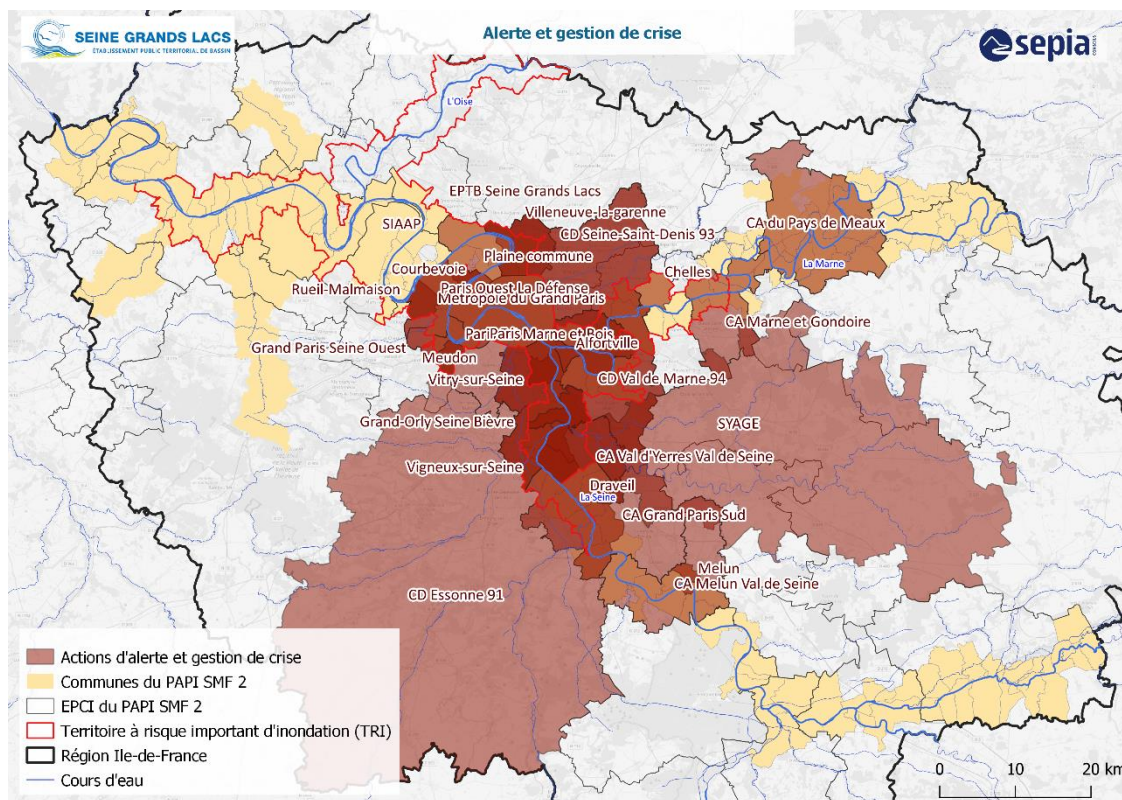 SEINE GRANDS LACS
ÉTABLISSEMENT PUBLIC TERRITORIAL DE BASSIN
Alerte et gestion de crise
sepia
CONSEILS
L'Oise
EPTB Seine Grands Lacs
Villeneuve-la-garenne
SIAAP
CD Seine-Saint-Denis 93
CA du Pays de Meaux
Plaine commune
La Marne
Courbevoie
Chelles
Rueil-Malmaison
Paris Ouest La Défense
Métropole du Grand Paris
CA Marne et Gondoire
PariParis Marne et Bois
Alfortville
Grand Paris Seine Ouest
Meudon
Vitry-sur-Seine
CD Val de Marne 94
Grand-Orly Seine Bièvre
SYAGE
CA Val d'Yerres Val de Seine
Vigneux-sur-Seine
Draveil
La Seine
CA Grand Paris Sud
Melun
CA Melun Val de Seine
CD Essonne 91
Actions d'alerte et gestion de crise
Communes du PAPI SMF 2
EPCI du PAPI SMF 2
Territoire à risque important d'inondation (TRI)
Région Ile-de-France
Cours d'eau
0 10 20 km